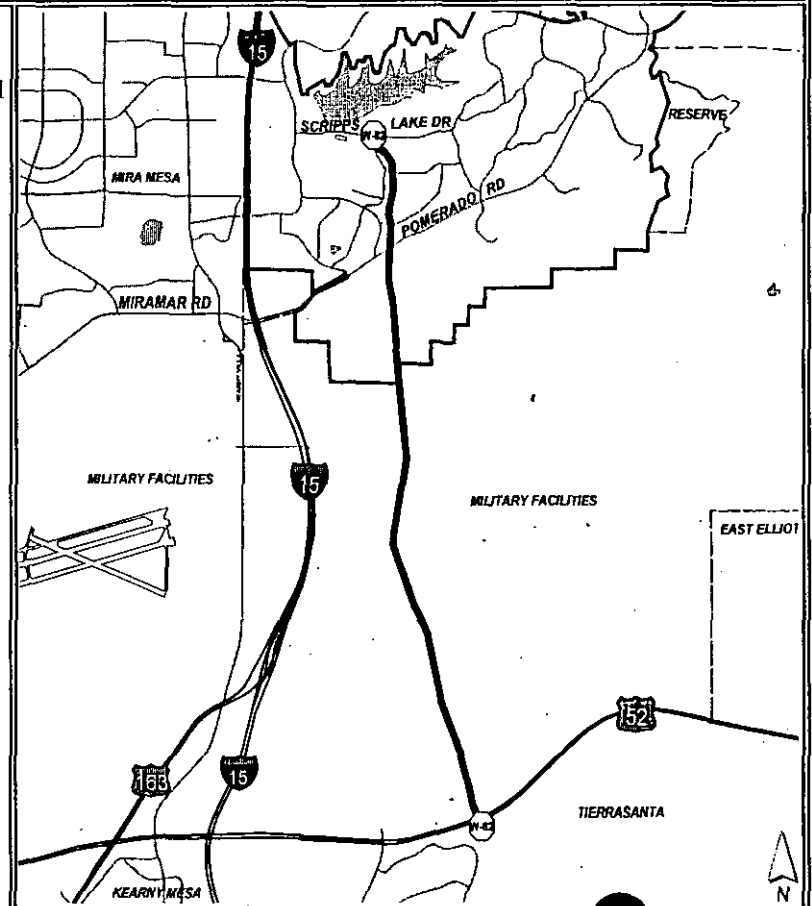 15
SCRIPPS LAKE DR
W-82
RESERVE
MIRA MESA
POMERADO RD
MIRAMAR RD
MILITARY FACILITIES
15
MILITARY FACILITIES
EAST ELLIOT
52
163
15
W-82
TIERRASANTA
KEARNY MESA
N